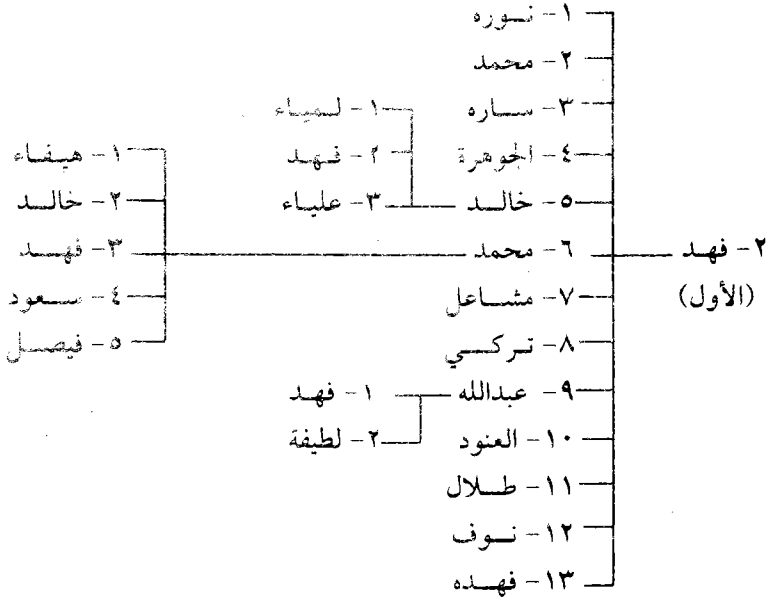 ٢- فهد
(الأول)
١- نوره
٢- محمد
٣- ساره
٤- الجوهرة
٥- خالد
٦- محمد
٧- مشاعل
٨- تركي
٩- عبدالله
١٠- العنود
١١- طلال
١٢- نوف
١٣- فهده
١- لمياء
٢- فهد
٣- علياء
١- فهد
٢- لطيفة
١- هيفاء
٢- خالد
٣- فهد
٤- سعود
٥- فيصل